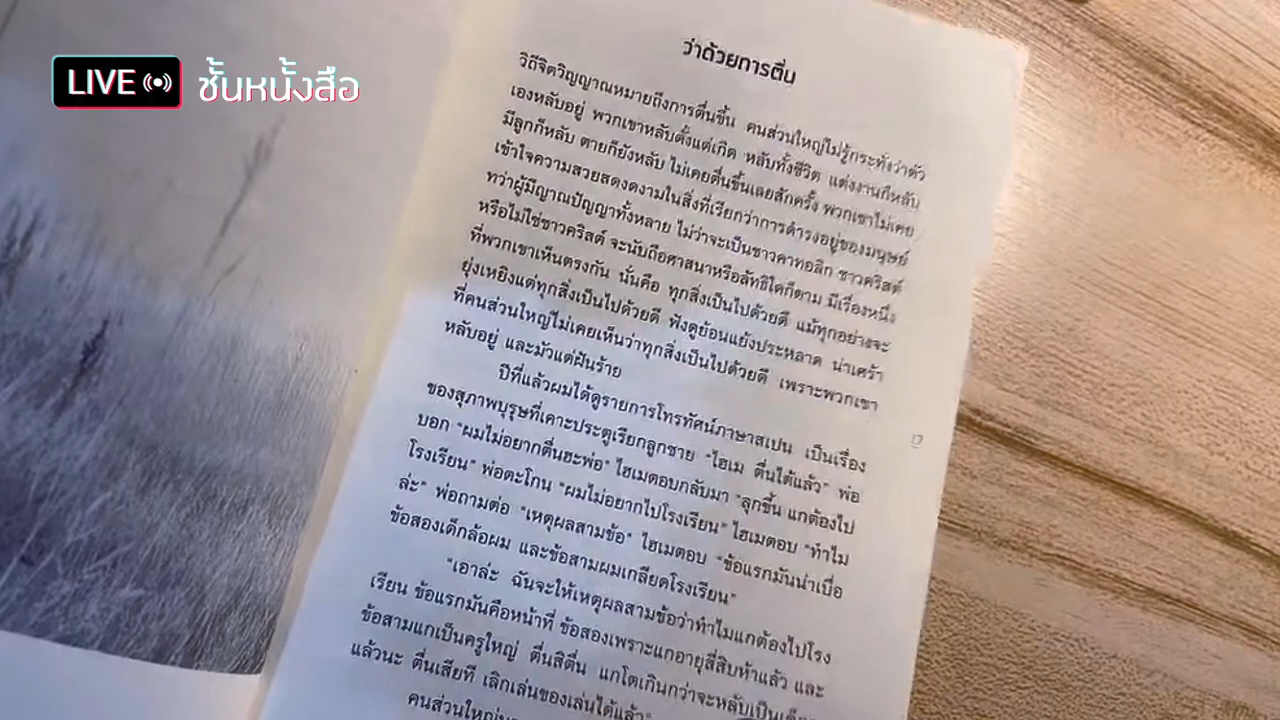 LIVE
ชั้นหนังสือ
ว่าด้วยการตื่น
วิถีจิตวิญญาณหมายถึงการตื่นขึ้น คนส่วนใหญ่ไม่รู้กระทั่งว่าตัว
เองหลับอยู่ พวกเขาหลับตั้งแต่เกิด หลับทั้งชีวิต แต่งงานก็หลับ
มีลูกก็หลับ ตายก็ยังหลับ ไม่เคยตื่นขึ้นเลยสักครั้ง พวกเขาไม่เคย
เข้าใจความสวยสดงดงามในสิ่งที่เรียกว่าการดำรงอยู่ของมนุษย์
ทว่าผู้มีญาณปัญญาทั้งหลาย ไม่ว่าจะเป็นชาวคาทอลิก ชาวคริสต์
หรือไม่ใช่ชาวคริสต์ จะนับถือศาสนาหรือลัทธิใดก็ตาม มีเรื่องหนึ่ง
ที่พวกเขาเห็นตรงกัน นั่นคือ ทุกสิ่งเป็นไปด้วยดี แม้ทุกอย่างจะ
ยุ่งเหยิงแต่ทุกสิ่งเป็นไปด้วยดี ฟังดูย้อนแย้งประหลาด น่าเศร้า
ที่คนส่วนใหญ่ไม่เคยเห็นว่าทุกสิ่งเป็นไปด้วยดี เพราะพวกเขา
หลับอยู่ และมัวแต่ฝันร้าย
ปีที่แล้วผมได้ดูรายการโทรทัศน์ภาษาสเปน เป็นเรื่อง
ของสุภาพบุรุษที่เคาะประตูเรียกลูกชาย "ไฮเม ตื่นได้แล้ว" พ่อ
บอก "ผมไม่อยากตื่นฮะพ่อ" ไฮเมตอบกลับมา "ลุกขึ้น แกต้องไป
โรงเรียน" พ่อตะโกน "ผมไม่อยากไปโรงเรียน" ไฮเมตอบ "ทำไม
ล่ะ" พ่อถามต่อ "เหตุผลสามข้อ" ไฮเมตอบ "ข้อแรกมันน่าเบื่อ
ข้อสองเด็กล้อผม และข้อสามผมเกลียดโรงเรียน"
"เอาล่ะ ฉันจะให้เหตุผลสามข้อว่าทำไมแกต้องไปโรง
เรียน ข้อแรกมันคือหน้าที่ ข้อสองเพราะแกอายุสี่สิบห้าแล้ว และ
ข้อสามแกเป็นครูใหญ่ ตื่นสิตื่น แกโตเกินกว่าจะหลับเป็น
แล้วนะ ตื่นเสียที เลิกเล่นของเล่นได้แล้ว"
คนส่วนใหญ่
17